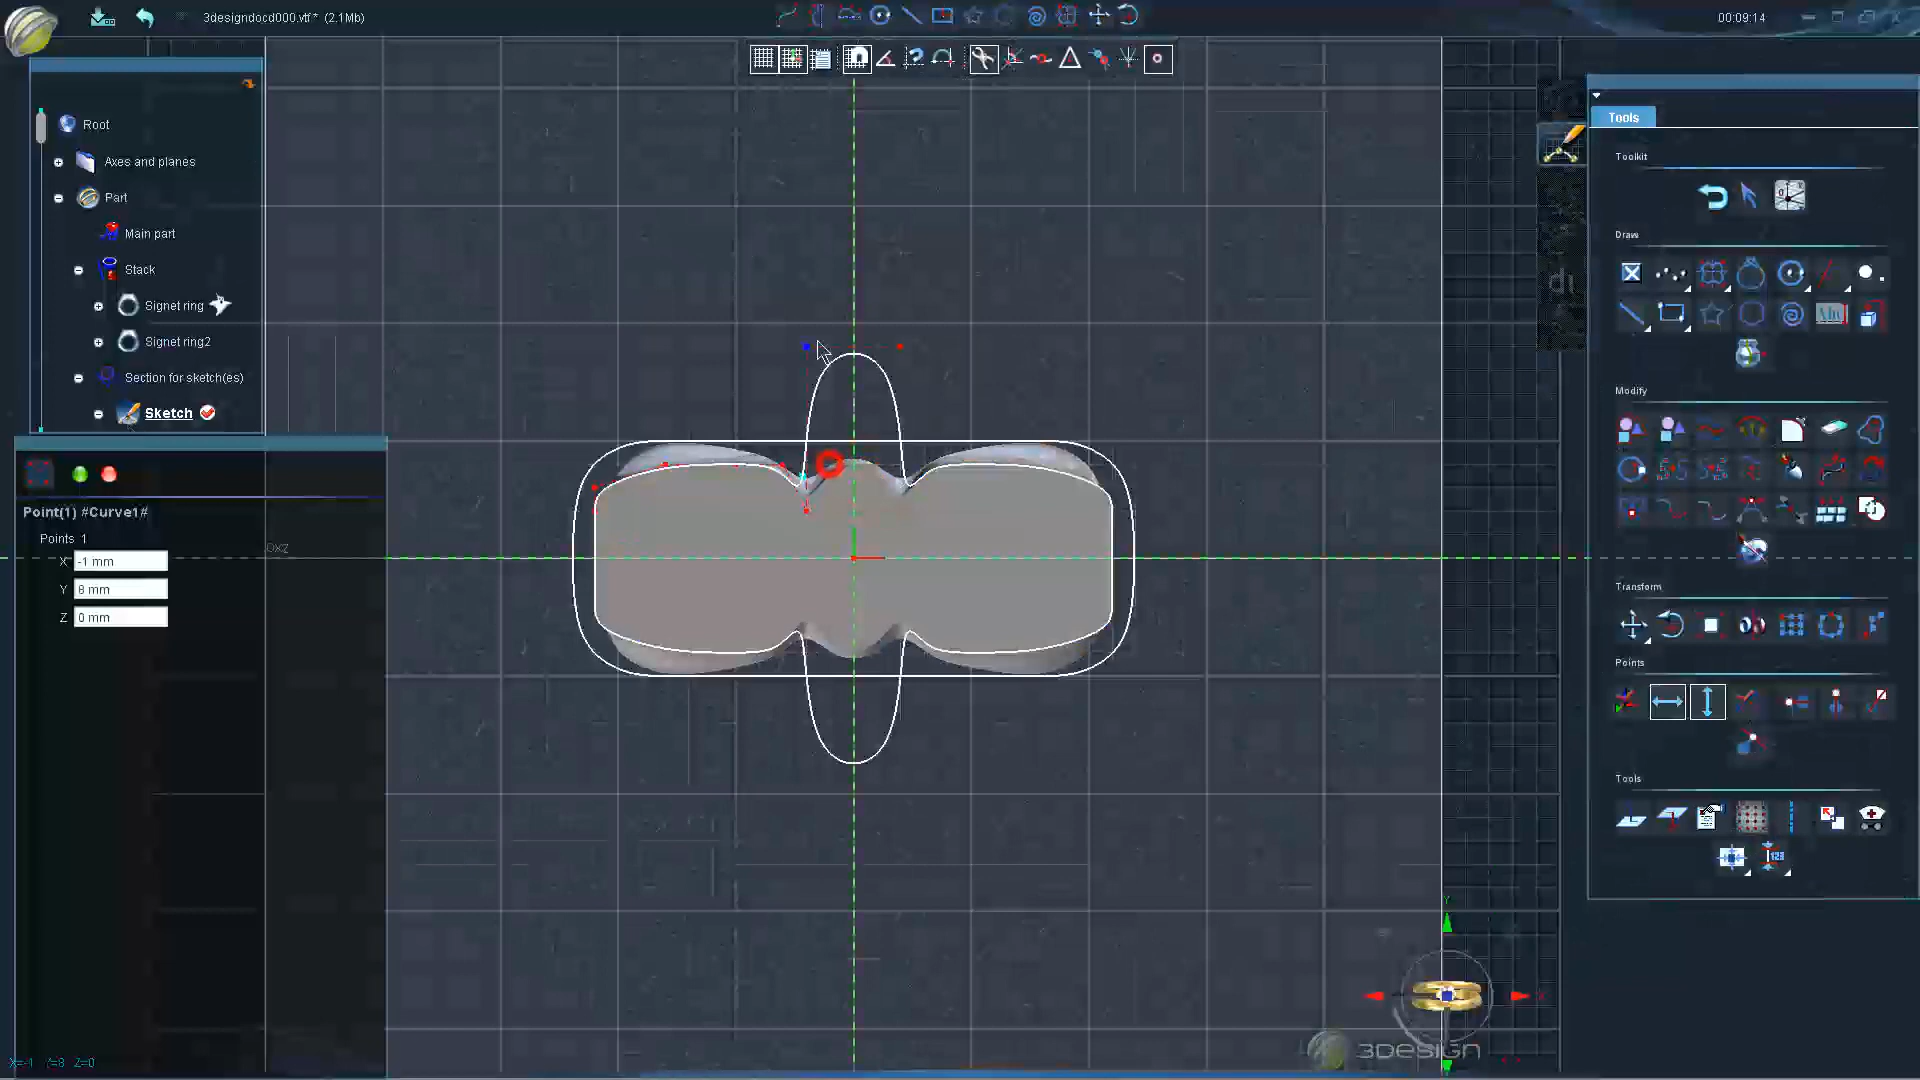 3designdocd000.vtf * (2.1Mb)
00:09:14
Root
Axes and planes
Part
Main part
Stack
Signet ring
Signet ring2
Section for sketch(es)
Sketch
Point(1) #Curve1#
Points 1
X -1 mm
Y 8 mm
Z 0 mm
Tools
Toolkit
Draw
Modify
Transform
Points
Tools
123
Y
X
3DESIGN